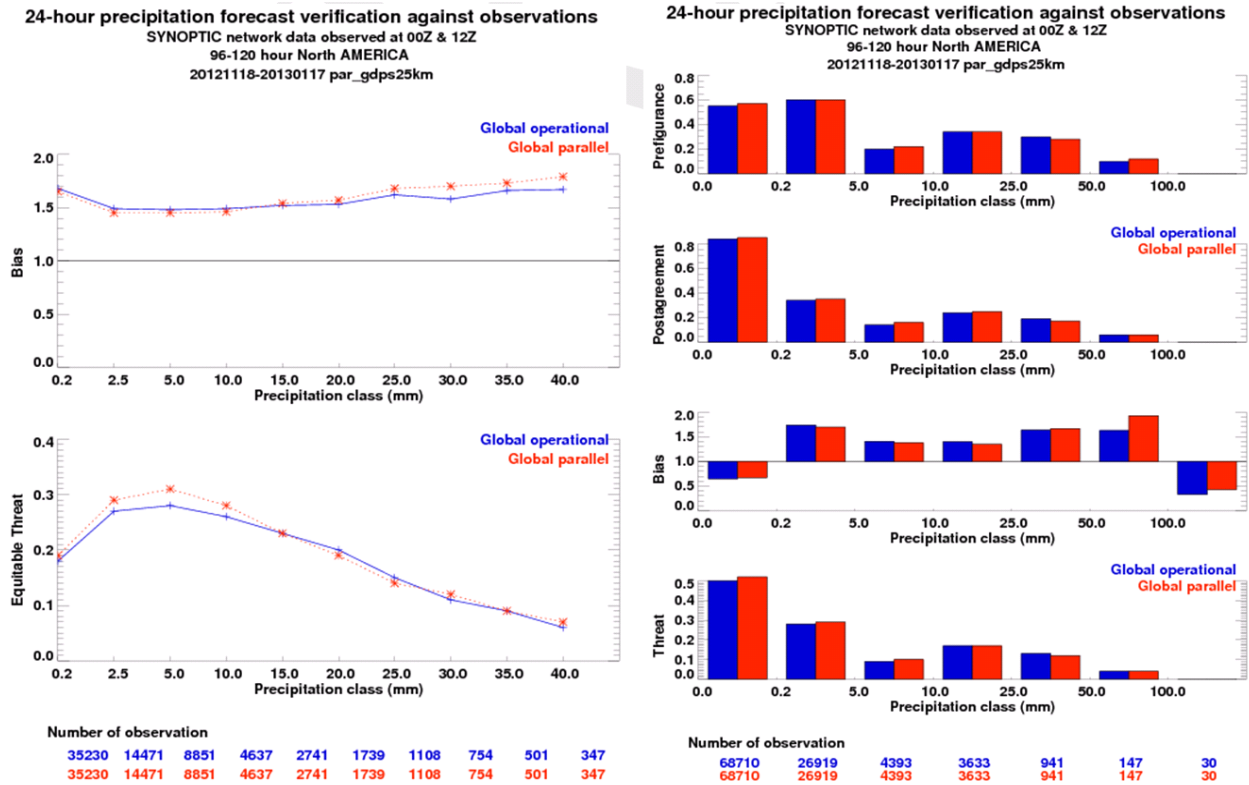 24-hour precipitation forecast verification against observations
SYNOPTIC network data observed at 00Z & 12Z
96-120 hour North AMERICA
20121118-20130117 par_gdps25km
Global operational
Global parallel
2.0
1.5
1.0
0.5
0.0
Bias
0.2 2.5 5.0 10.0 15.0 20.0 25.0 30.0 35.0 40.0
Precipitation class (mm)
Global operational
Global parallel
0.4
0.3
0.2
0.1
0.0
Equitable Threat
0.2 2.5 5.0 10.0 15.0 20.0 25.0 30.0 35.0 40.0
Precipitation class (mm)
Number of observation
35230 14471 8851 4637 2741 1739 1108 754 501 347
35230 14471 8851 4637 2741 1739 1108 754 501 347
24-hour precipitation forecast verification against observations
SYNOPTIC network data observed at 00Z & 12Z
96-120 hour North AMERICA
20121118-20130117 par_gdps25km
0.8
0.6
0.4
0.2
0.0
Prefigurance
0.0 0.2 5.0 10.0 25.0 50.0 100.0
Precipitation class (mm)
Global operational
Global parallel
0.8
0.6
0.4
0.2
0.0
Postagreement
0.0 0.2 5.0 10.0 25.0 50.0 100.0
Precipitation class (mm)
2.0
1.5
1.0
0.5
0.0
Bias
0.0 0.2 5.0 10.0 25.0 50.0 100.0
Precipitation class (mm)
Global operational
Global parallel
0.5
0.4
0.3
0.2
0.1
0.0
Threat
0.0 0.2 5.0 10.0 25.0 50.0 100.0
Precipitation class (mm)
Number of observation
68710 26919 4393 3633 941 147 30
68710 26919 4393 3633 941 147 30